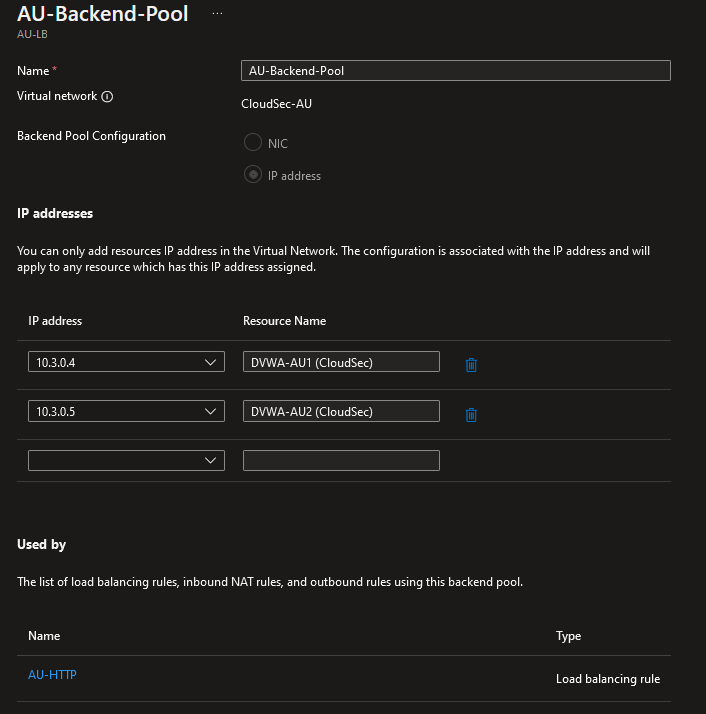 AU-Backend-Pool ...
AU-LB
Name * AU-Backend-Pool
Virtual network CloudSec-AU
Backend Pool Configuration NIC
IP address
IP addresses
You can only add resources IP address in the Virtual Network. The configuration is associated with the IP address and will
apply to any resource which has this IP address assigned.
IP address Resource Name
10.3.0.4 DVWA-AU1 (CloudSec)
10.3.0.5 DVWA-AU2 (CloudSec)
Used by
The list of load balancing rules, inbound NAT rules, and outbound rules using this backend pool.
Name Type
AU-HTTP Load balancing rule